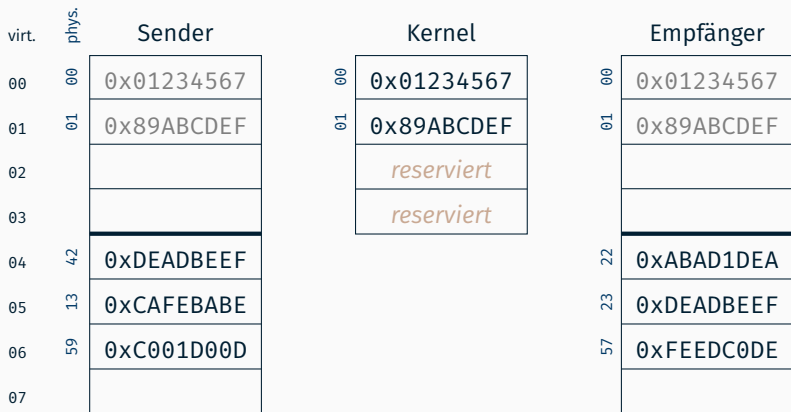 virt. phys. Sender Kernel Empfänger
00 00 0x01234567 00 0x01234567 00 0x01234567
01 01 0x89ABCDEF 01 0x89ABCDEF 01 0x89ABCDEF
02 reserviert
03 reserviert
04 42 0xDEADBEEF 22 0xABAD1DEA
05 13 0xCAFEBABE 23 0xDEADBEEF
06 59 0xC001D00D 57 0xFEEDC0DE
07